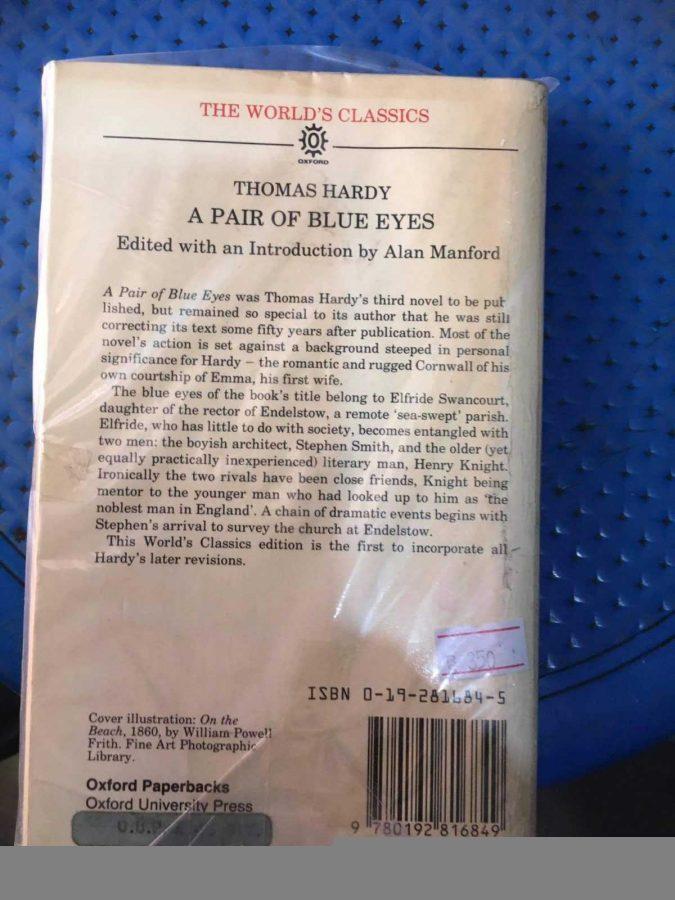 THE WORLD'S CLASSICS
OXFORD
THOMAS HARDY
A PAIR OF BLUE EYES
Edited with an Introduction by Alan Manford
A Pair of Blue Eyes was Thomas Hardy's third novel to be pub
lished, but remained so special to its author that he was still
correcting its text some fifty years after publication. Most of the
novel's action is set against a background steeped in personal
significance for Hardy – the romantic and rugged Cornwall of his
own courtship of Emma, his first wife.
The blue eyes of the book's title belong to Elfride Swancourt,
daughter of the rector of Endelstow, a remote 'sea-swept' parish.
Elfride, who has little to do with society, becomes entangled with
two men: the boyish architect, Stephen Smith, and the older (yet
equally practically inexperienced) literary man, Henry Knight.
Ironically the two rivals have been close friends, Knight being
mentor to the younger man who had looked up to him as 'the
noblest man in England'. A chain of dramatic events begins with
Stephen's arrival to survey the church at Endelstow.
This World's Classics edition is the first to incorporate all
Hardy's later revisions.
350
ISBN 0-19-281684-5
Cover illustration: On the
Beach, 1860, by William Powell
Frith. Fine Art Photographic
Library.
Oxford Paperbacks
Oxford University Press
9 780192 816849